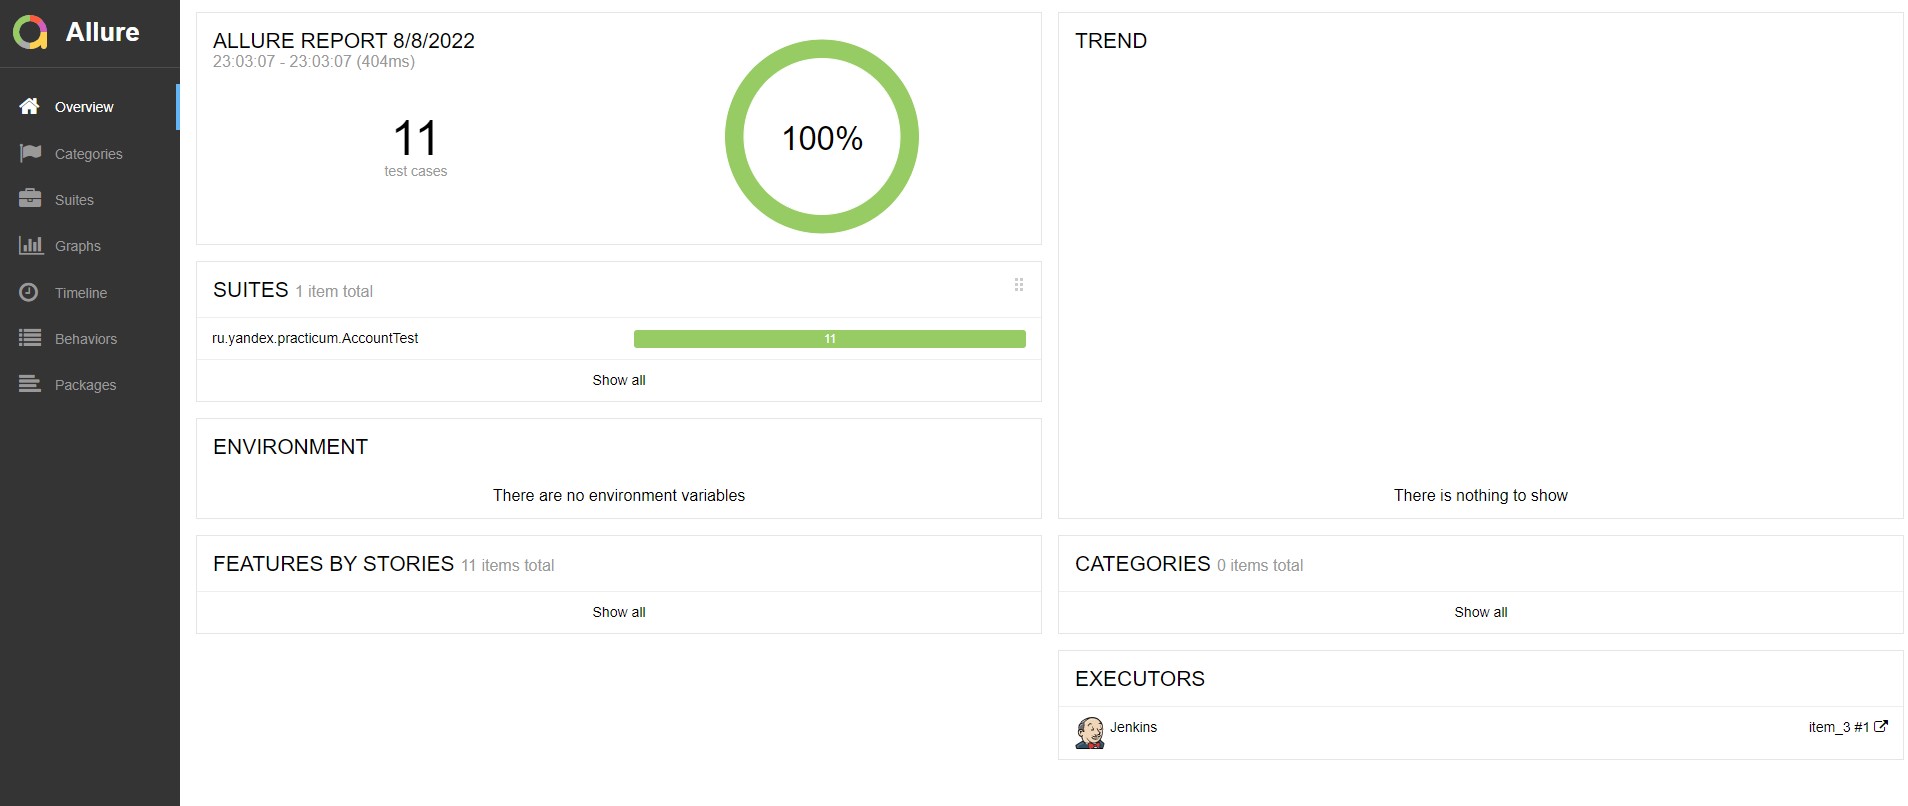 Allure
Overview
Categories
Suites
Graphs
Timeline
Behaviors
Packages
ALLURE REPORT 8/8/2022
23:03:07 - 23:03:07 (404ms)
11
test cases
100%
SUITES 1 item total
ru.yandex.practicum.AccountTest 11
Show all
ENVIRONMENT
There are no environment variables
FEATURES BY STORIES 11 items total
Show all
TREND
There is nothing to show
CATEGORIES 0 items total
Show all
EXECUTORS
Jenkins item_3 #1